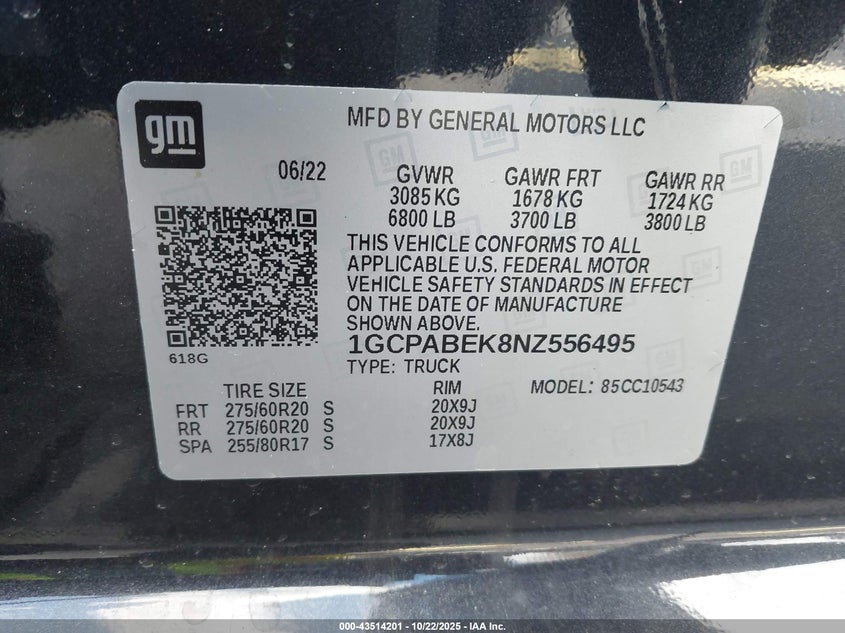 gm
MFD BY GENERAL MOTORS LLC
06/22
GVWR GAWR FRT GAWR RR
3085 KG 1678 KG 1724 KG
6800 LB 3700 LB 3800 LB
THIS VEHICLE CONFORMS TO ALL
APPLICABLE U.S. FEDERAL MOTOR
VEHICLE SAFETY STANDARDS IN EFFECT
ON THE DATE OF MANUFACTURE
SHOWN ABOVE.
1GCPABEK8NZ556495
618G
TYPE: TRUCK
TIRE SIZE RIM MODEL: 85CC10543
FRT 275/60R20 S 20X9J
RR 275/60R20 S 20X9J
SPA 255/80R17 S 17X8J
000-43514201 - 10/22/2025 - IAA Inc.